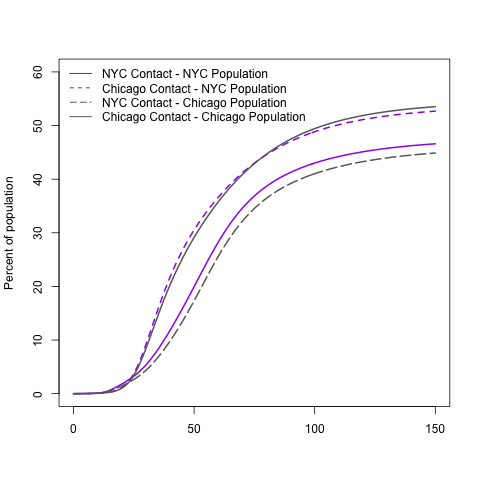 NYC Contact - NYC Population
Chicago Contact - NYC Population
NYC Contact - Chicago Population
Chicago Contact - Chicago Population
Percent of population
60
50
40
30
20
10
0
0 50 100 150